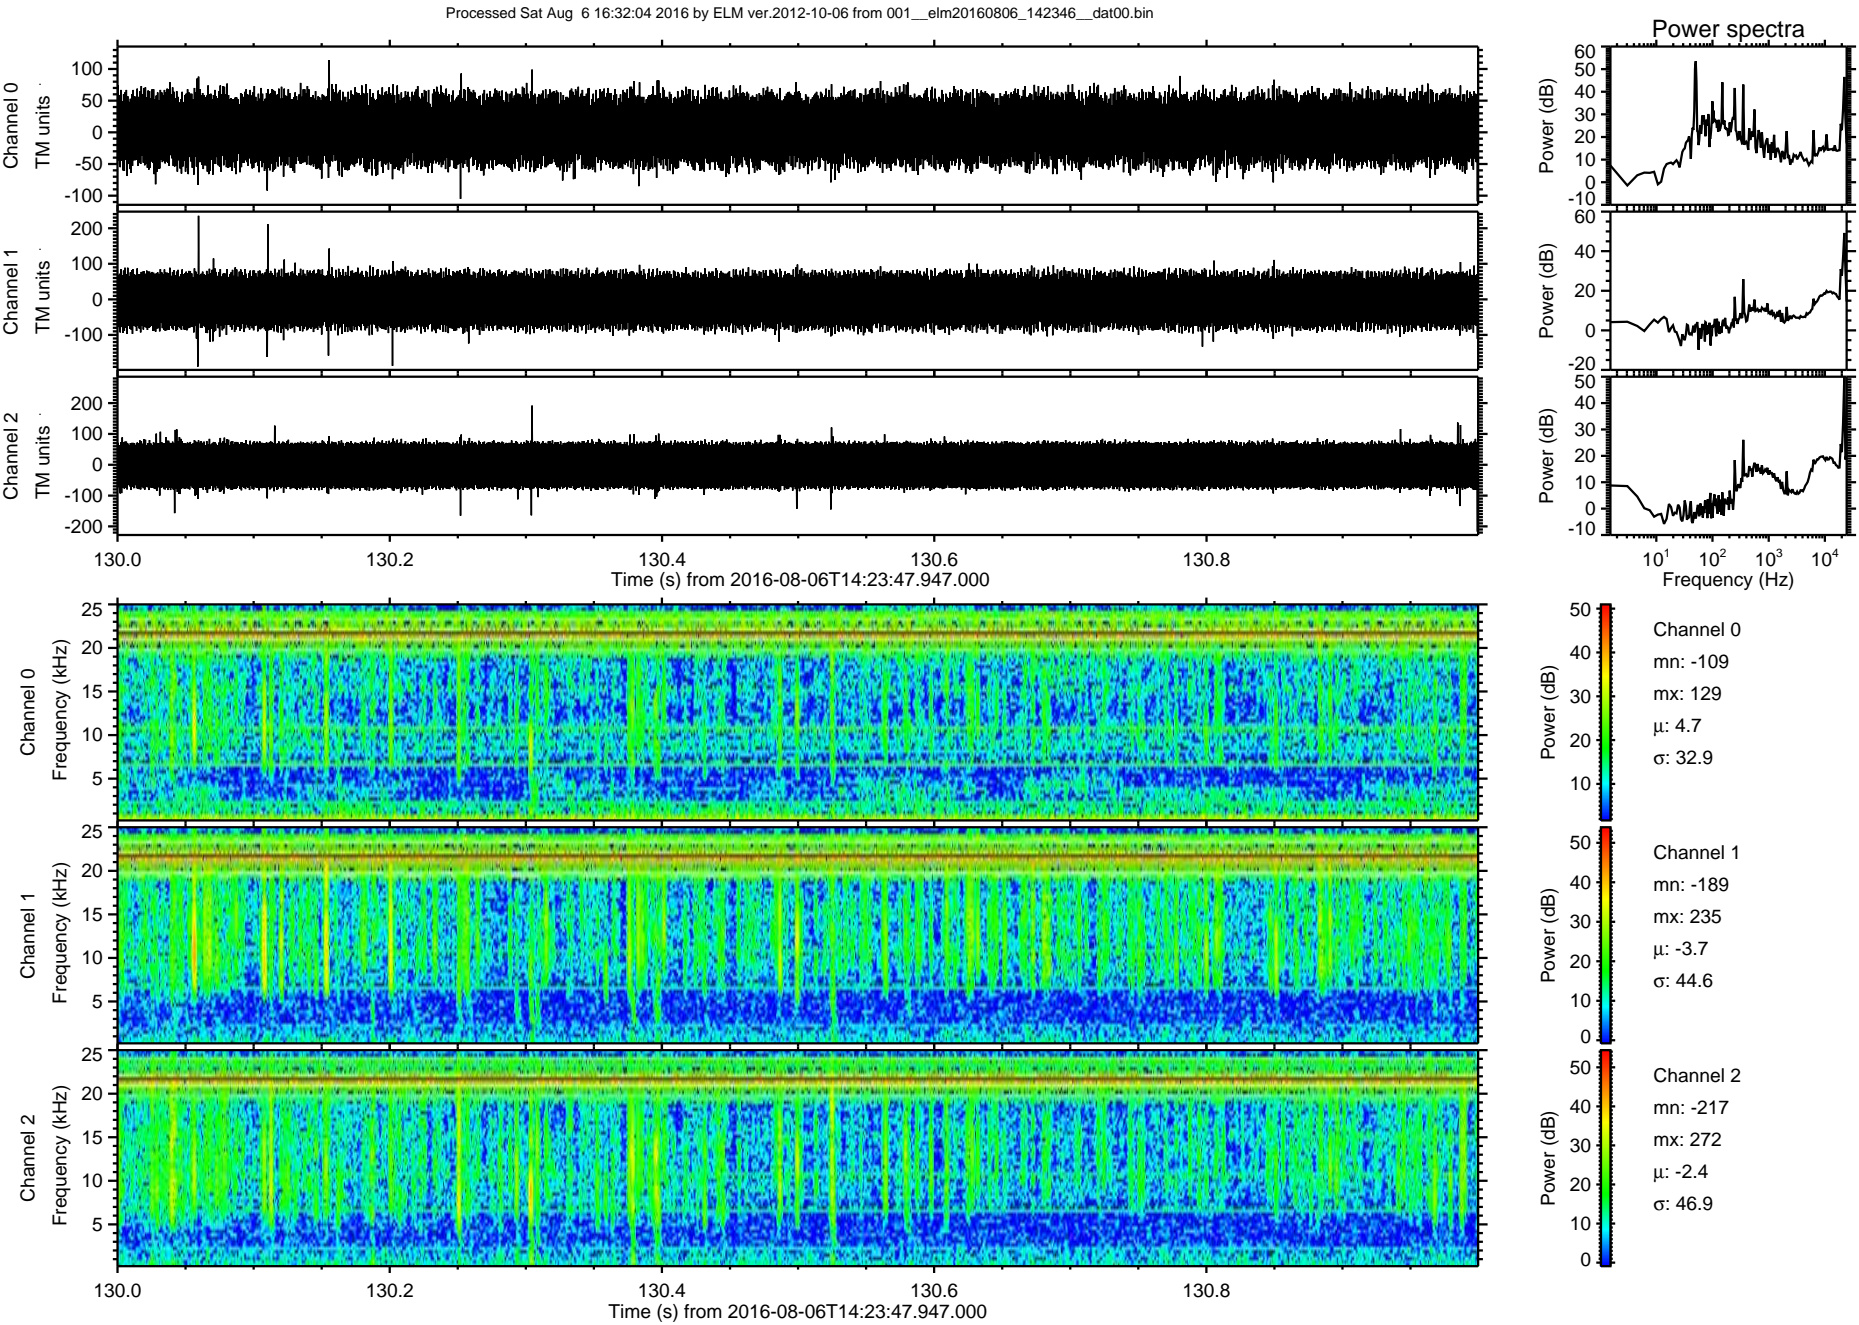 Processed Sat Aug  6 16:32:04 2016 by ELM ver.2012-10-06 from 001__elm20160806_142346__dat00.bin
Power spectra
Channel 0
TM units
100
50
0
-50
-100
Power (dB)
60
50
40
30
20
10
0
-10
Channel 1
TM units
200
100
0
-100
Power (dB)
60
40
20
0
-20
Channel 2
TM units
200
100
0
-100
-200
Power (dB)
50
40
30
20
10
0
-10
130.0 130.2 130.4 130.6 130.8
Time (s) from 2016-08-06T14:23:47.947.000
10^1 10^2 10^3 10^4
Frequency (Hz)
Channel 0
Frequency (kHz)
25
20
15
10
5
Power (dB)
50
40
30
20
10
Channel 0
mn: -109
mx: 129
μ: 4.7
σ: 32.9
Channel 1
Frequency (kHz)
25
20
15
10
5
Power (dB)
50
40
30
20
10
0
Channel 1
mn: -189
mx: 235
μ: -3.7
σ: 44.6
Channel 2
Frequency (kHz)
25
20
15
10
5
Power (dB)
50
40
30
20
10
0
Channel 2
mn: -217
mx: 272
μ: -2.4
σ: 46.9
130.0 130.2 130.4 130.6 130.8
Time (s) from 2016-08-06T14:23:47.947.000